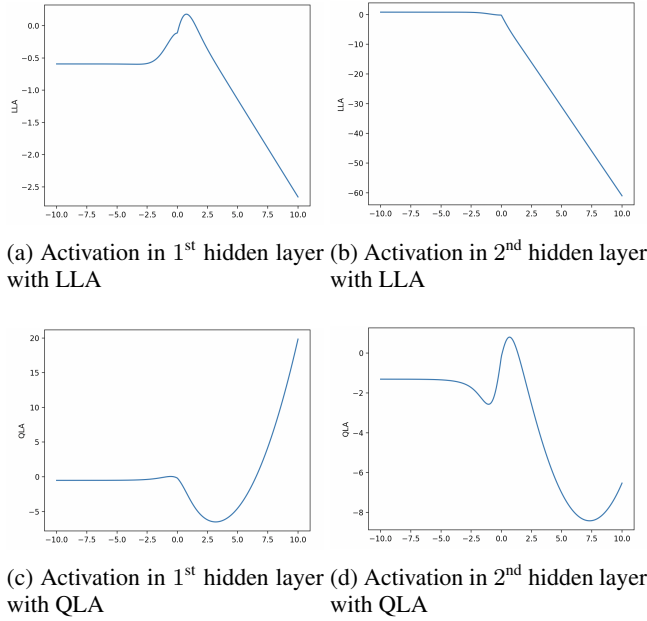 0.0
−0.5
−1.0
−1.5
−2.0
−2.5
LLA
−10.0 −7.5 −5.0 −2.5 0.0 2.5 5.0 7.5 10.0
0
−10
−20
−30
−40
−50
−60
LLA
−10.0 −7.5 −5.0 −2.5 0.0 2.5 5.0 7.5 10.0
(a) Activation in 1st hidden layer
with LLA
(b) Activation in 2nd hidden layer
with LLA
20
15
10
5
0
−5
QLA
−10.0 −7.5 −5.0 −2.5 0.0 2.5 5.0 7.5 10.0
0
−2
−4
−6
−8
QLA
−10.0 −7.5 −5.0 −2.5 0.0 2.5 5.0 7.5 10.0
(c) Activation in 1st hidden layer
with QLA
(d) Activation in 2nd hidden layer
with QLA